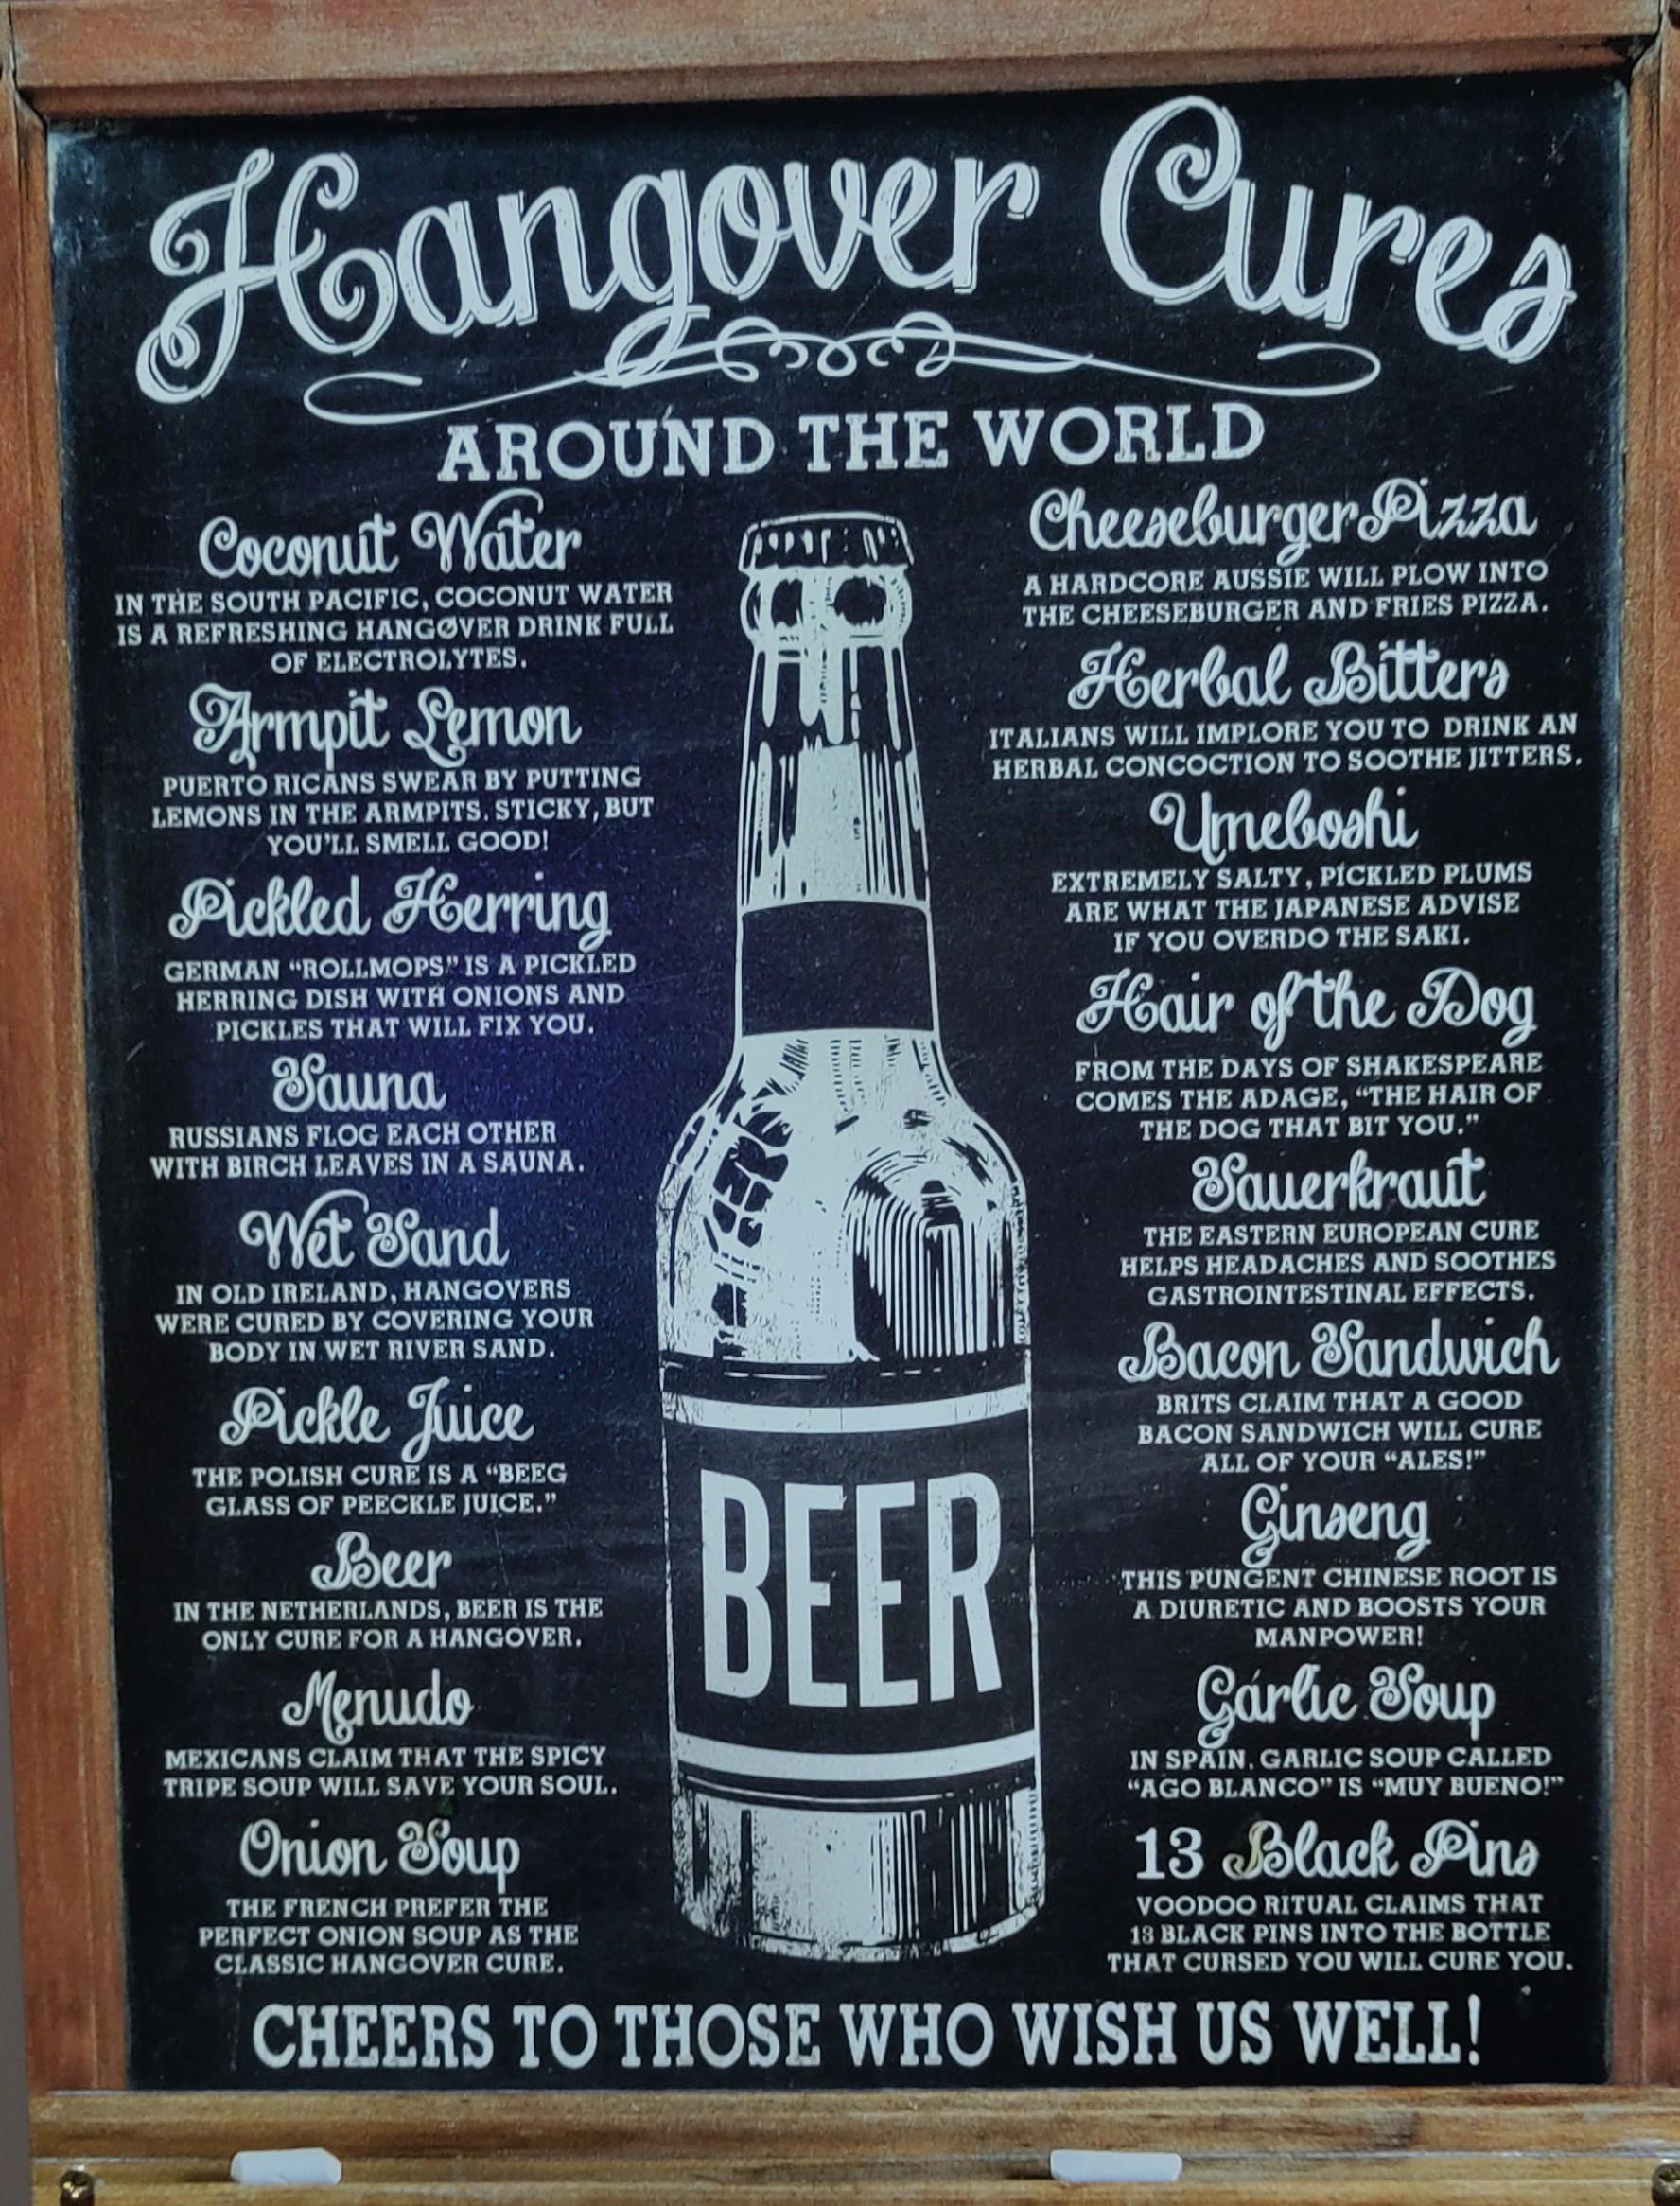 Hangover Cures
AROUND THE WORLD
Coconut Water
IN THE SOUTH PACIFIC, COCONUT WATER
IS A REFRESHING HANGOVER DRINK FULL
OF ELECTROLYTES.
Armpit Lemon
PUERTO RICANS SWEAR BY PUTTING
LEMONS IN THE ARMPITS. STICKY, BUT
YOU'LL SMELL GOOD!
Pickled Herring
GERMAN “ROLLMOPS” IS A PICKLED
HERRING DISH WITH ONIONS AND
PICKLES THAT WILL FIX YOU.
Sauna
RUSSIANS FLOG EACH OTHER
WITH BIRCH LEAVES IN A SAUNA.
Wet Sand
IN OLD IRELAND, HANGOVERS
WERE CURED BY COVERING YOUR
BODY IN WET RIVER SAND.
Pickle Juice
THE POLISH CURE IS A “BEEG
GLASS OF PEECKLE JUICE.”
Beer
IN THE NETHERLANDS, BEER IS THE
ONLY CURE FOR A HANGOVER.
Menudo
MEXICANS CLAIM THAT THE SPICY
TRIPE SOUP WILL SAVE YOUR SOUL.
Onion Soup
THE FRENCH PREFER THE
PERFECT ONION SOUP AS THE
CLASSIC HANGOVER CURE.
BEER
Cheeseburger Pizza
A HARDCORE AUSSIE WILL PLOW INTO
THE CHEESEBURGER AND FRIES PIZZA.
Herbal Bitters
ITALIANS WILL IMPLORE YOU TO DRINK AN
HERBAL CONCOCTION TO SOOTHE JITTERS.
Umeboshi
EXTREMELY SALTY, PICKLED PLUMS
ARE WHAT THE JAPANESE ADVISE
IF YOU OVERDO THE SAKI.
Hair of the Dog
FROM THE DAYS OF SHAKESPEARE
COMES THE ADAGE, “THE HAIR OF
THE DOG THAT BIT YOU.”
Sauerkraut
THE EASTERN EUROPEAN CURE
HELPS HEADACHES AND SOOTHES
GASTROINTESTINAL EFFECTS.
Bacon Sandwich
BRITS CLAIM THAT A GOOD
BACON SANDWICH WILL CURE
ALL OF YOUR “ALES!”
Ginseng
THIS PUNGENT CHINESE ROOT IS
A DIURETIC AND BOOSTS YOUR
MANPOWER!
Garlic Soup
IN SPAIN, GARLIC SOUP CALLED
“AGO BLANCO” IS “MUY BUENO!”
13 Black Pins
VOODOO RITUAL CLAIMS THAT
13 BLACK PINS INTO THE BOTTLE
THAT CURSED YOU WILL CURE YOU.
CHEERS TO THOSE WHO WISH US WELL!